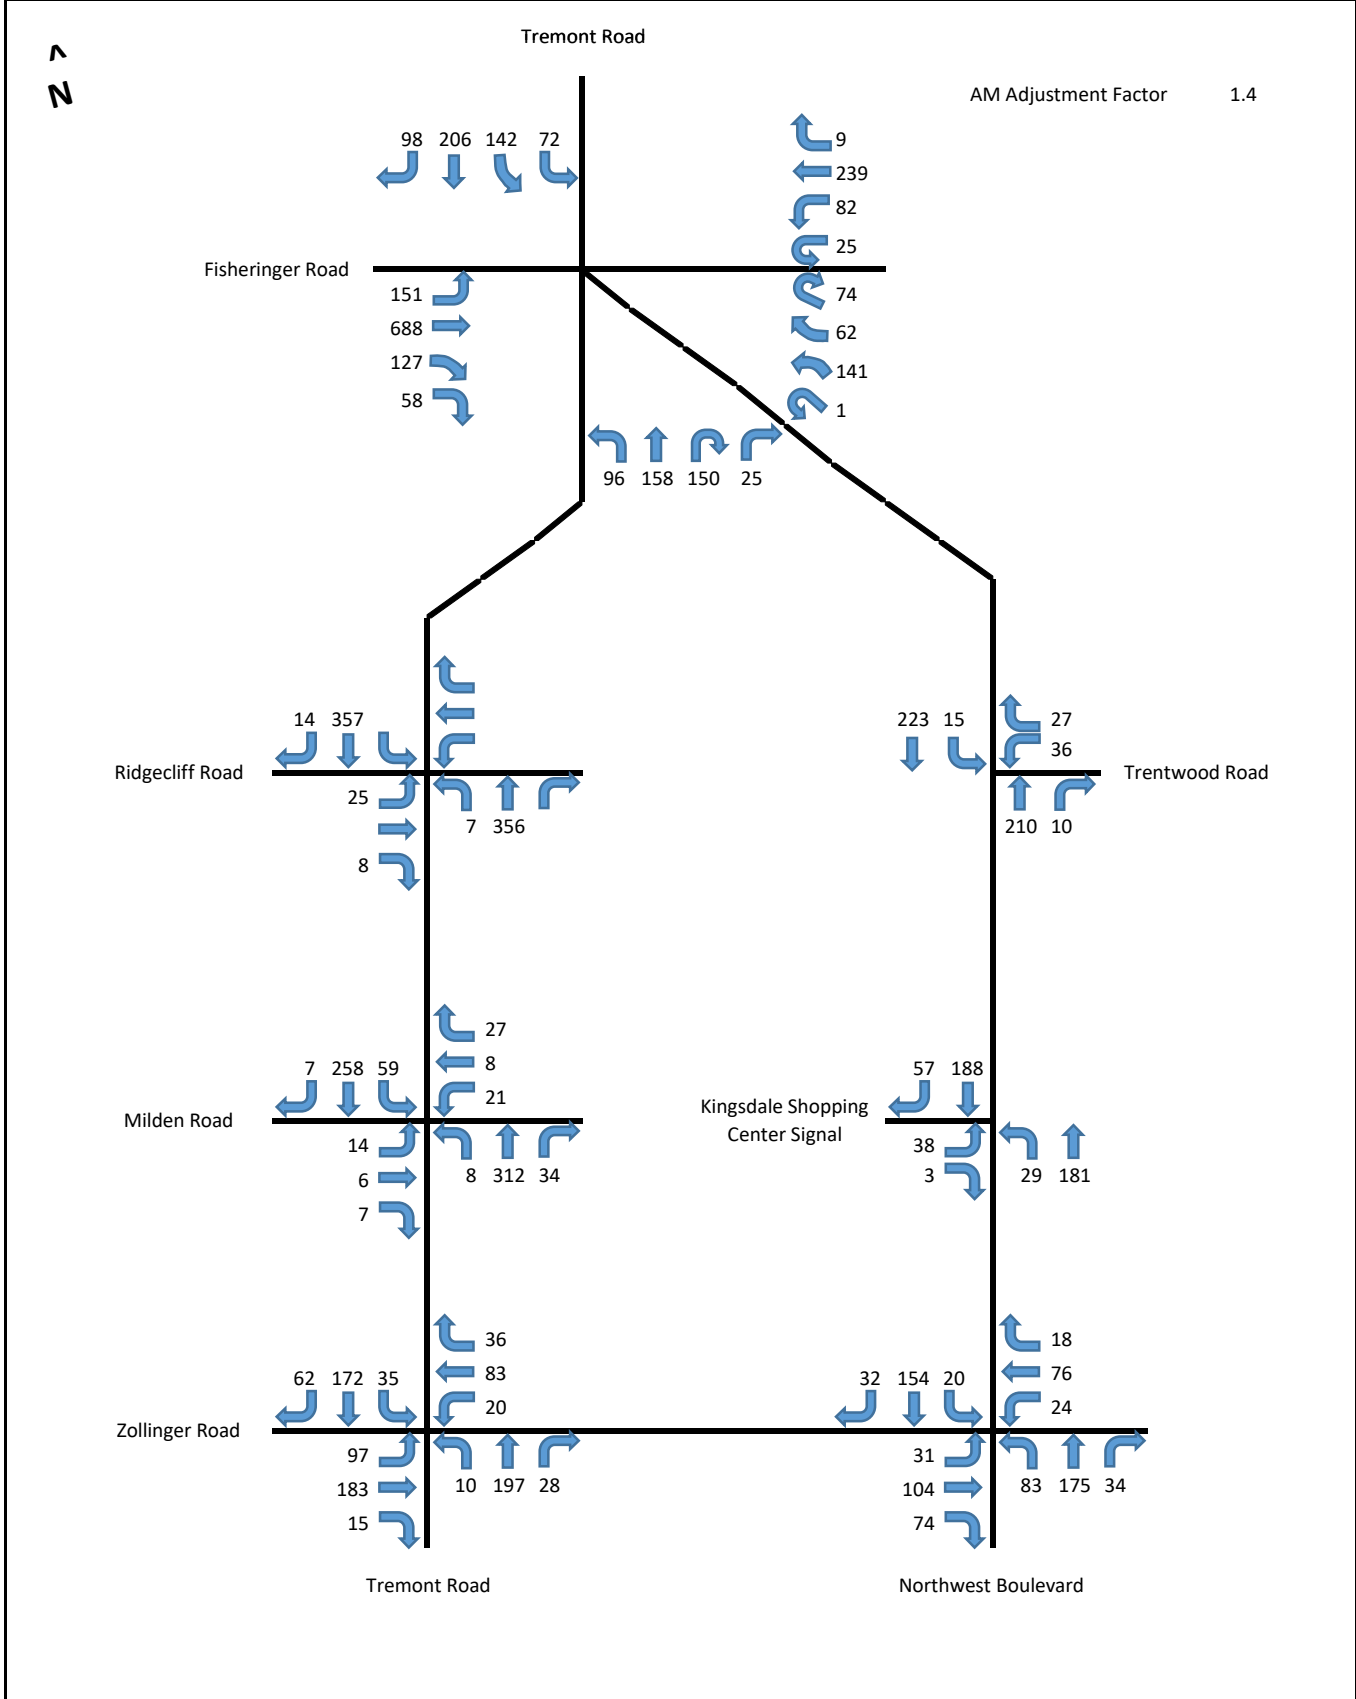 Tremont Road
^
N
AM Adjustment Factor 1.4
98 206 142 72
9
239
82
25
Fisheringer Road
151
688
127
58
74
62
141
1
96 158 150 25
14 357
Ridgecliff Road
25
8
7 356
223 15
27
36
Trentwood Road
210 10
7 258 59
27
8
21
Milden Road
14
6
7
8 312 34
57 188
Kingsdale Shopping
Center Signal
38
3
29 181
62 172 35
36
83
20
Zollinger Road
97
183
15
10 197 28
32 154 20
18
76
24
31
104
74
83 175 34
Tremont Road
Northwest Boulevard